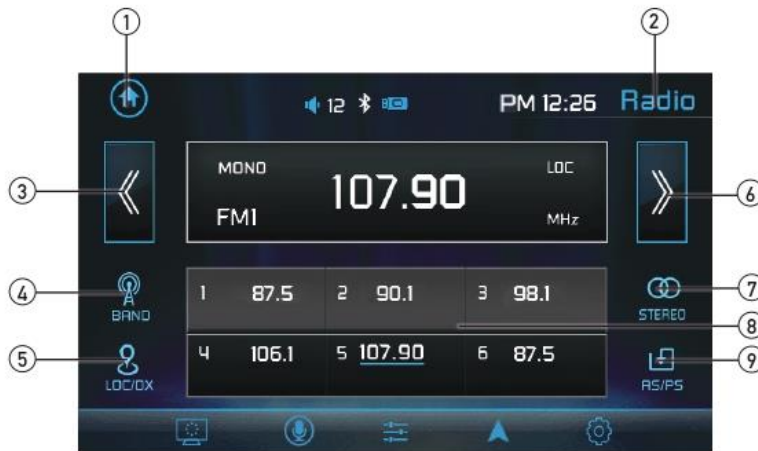 1 2
12 PM 12:26 Radio
MONO LOC
3 107.90 6
FM1 MHz
4 BAND 1 87.5 2 90.1 3 98.1 STEREO 7
8
5 LOC/DX 4 106.1 5 107.90 6 87.5 AS/PS 9